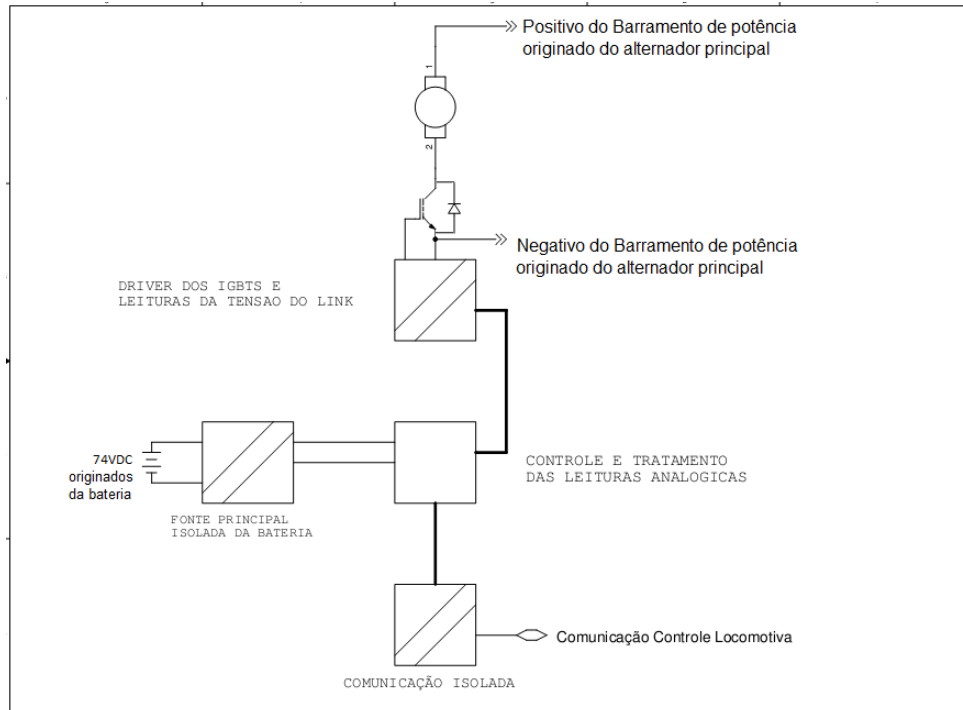 Positivo do Barramento de potência
originado do alternador principal
1
2
Negativo do Barramento de potência
originado do alternador principal
DRIVER DOS IGBTS E
LEITURAS DA TENSAO DO LINK
74VDC
originados
da bateria
CONTROLE E TRATAMENTO
DAS LEITURAS ANALOGICAS
FONTE PRINCIPAL
ISOLADA DA BATERIA
Comunicação Controle Locomotiva
COMUNICAÇÃO ISOLADA